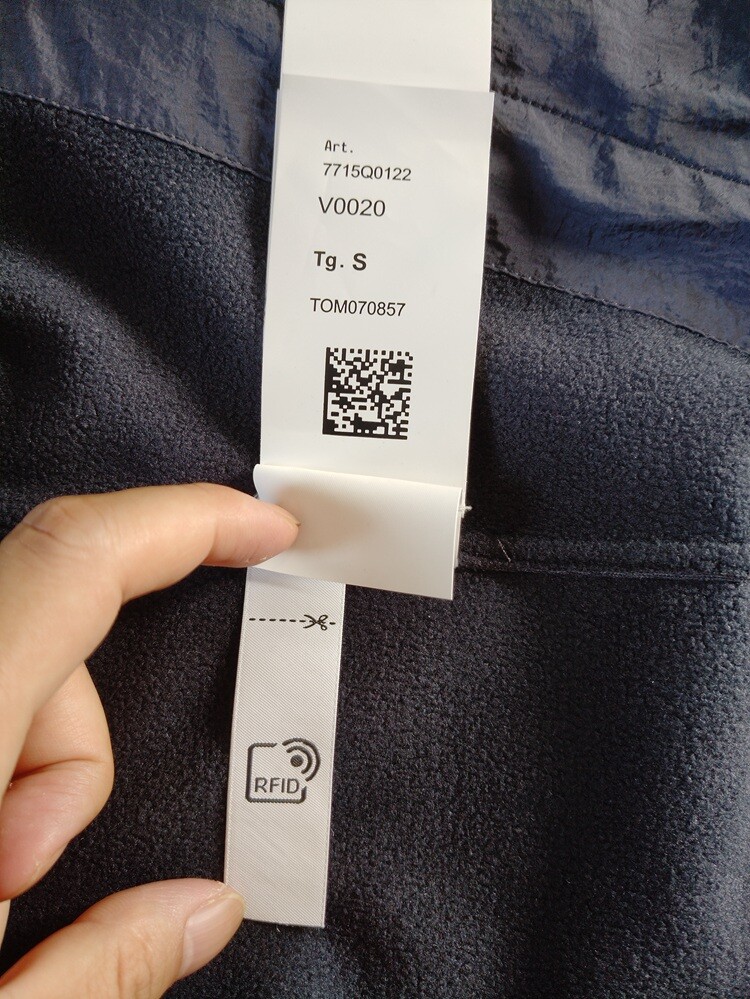 Art.
7715Q0122
V0020
Tg. S
TOM070857
RFID